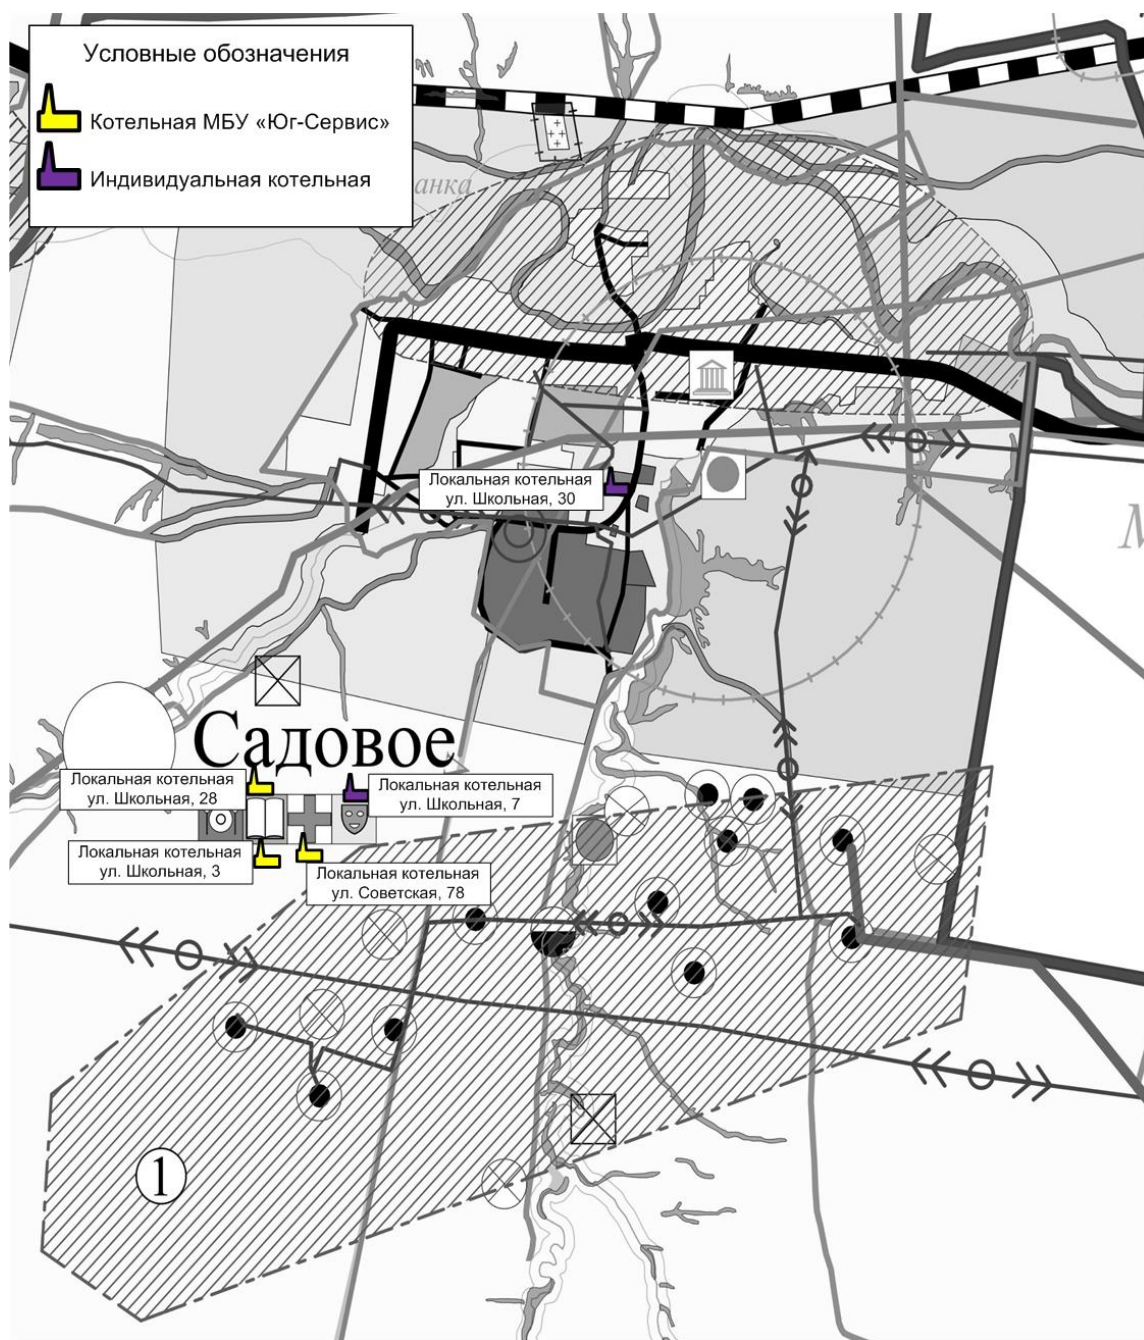 Условные обозначения
Котельная МБУ «Юг-Сервис»
Индивидуальная котельная
анка
Локальная котельная
ул. Школьная, 30
М
Садовое
Локальная котельная
ул. Школьная, 28
Локальная котельная
ул. Школьная, 7
Локальная котельная
ул. Школьная, 3
Локальная котельная
ул. Советская, 78
1